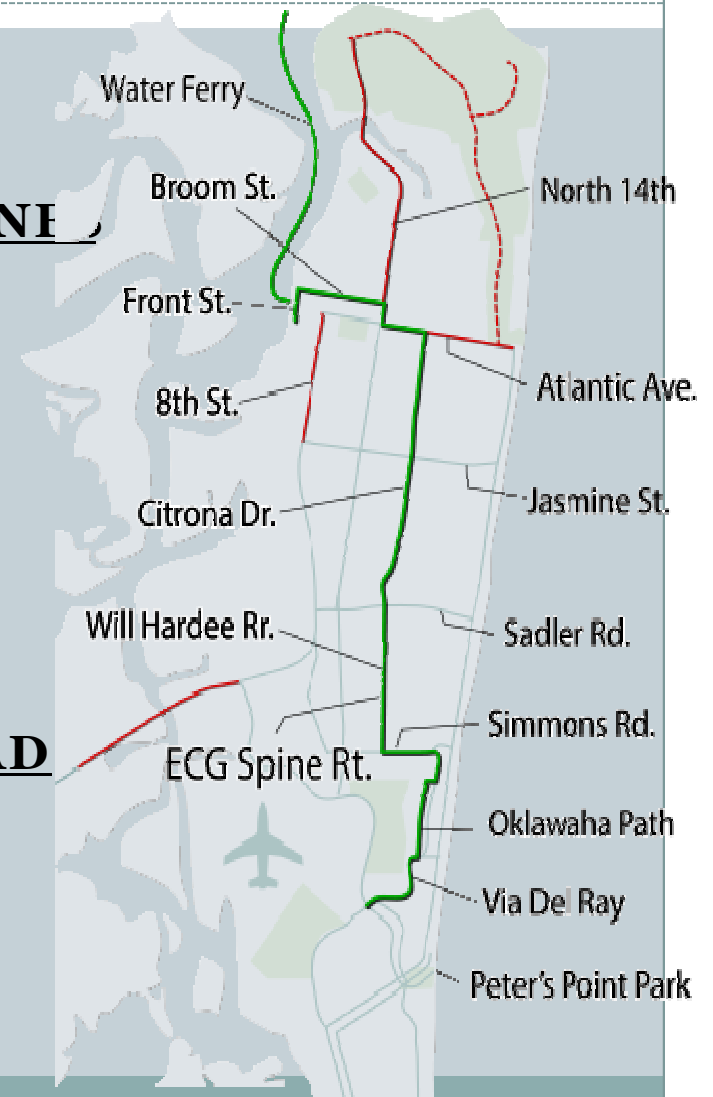 Water Ferry
Broom St.
North 14th
Front St.
Atlantic Ave.
8th St.
Jasmine St.
Citrona Dr.
Will Hardee Rr.
Sadler Rd.
Simmons Rd.
ECG Spine Rt.
Oklawaha Path
Via Del Ray
Peter's Point Park